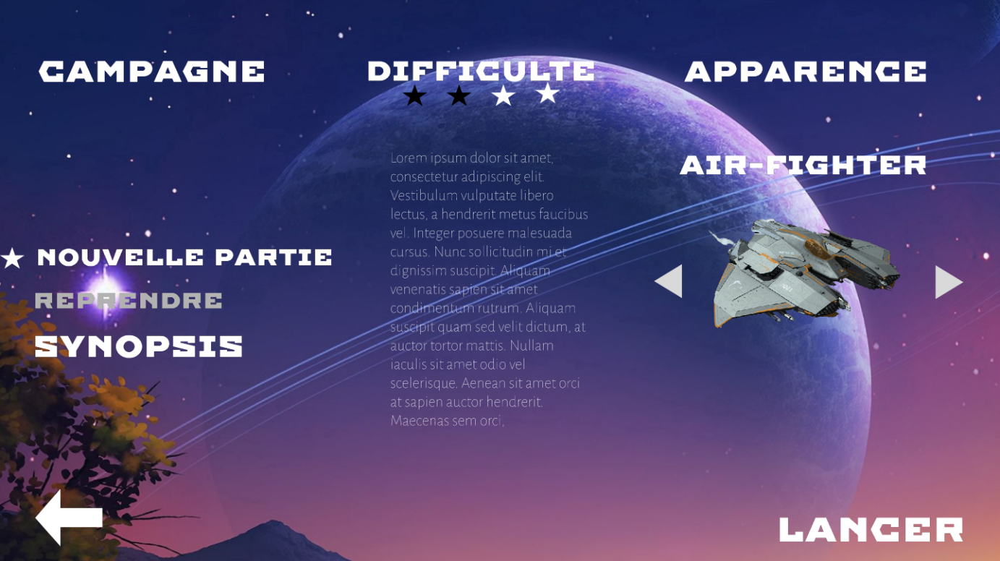 CAMPAGNE
DIFFICULTE
APPARENCE
AIR-FIGHTER
NOUVELLE PARTIE
REPRENDRE
SYNOPSIS
Lorem ipsum dolor sit amet,
consectetur adipiscing elit.
Vestibulum vulputate libero
lectus, a hendrerit metus faucibus
vel. Integer posuere malesuada
cursus. Nunc sollicitudin mi et
dignissim suscipit. Aliquam
venenatis sapien sit amet
condimentum rutrum. Aliquam
suscipit quam sed velit dictum, at
auctor tortor mattis. Nullam
iaculis sit amet odio vel
scelerisque. Aenean sit amet orci
at sapien auctor hendrerit.
Maecenas sem orci,
LANCER